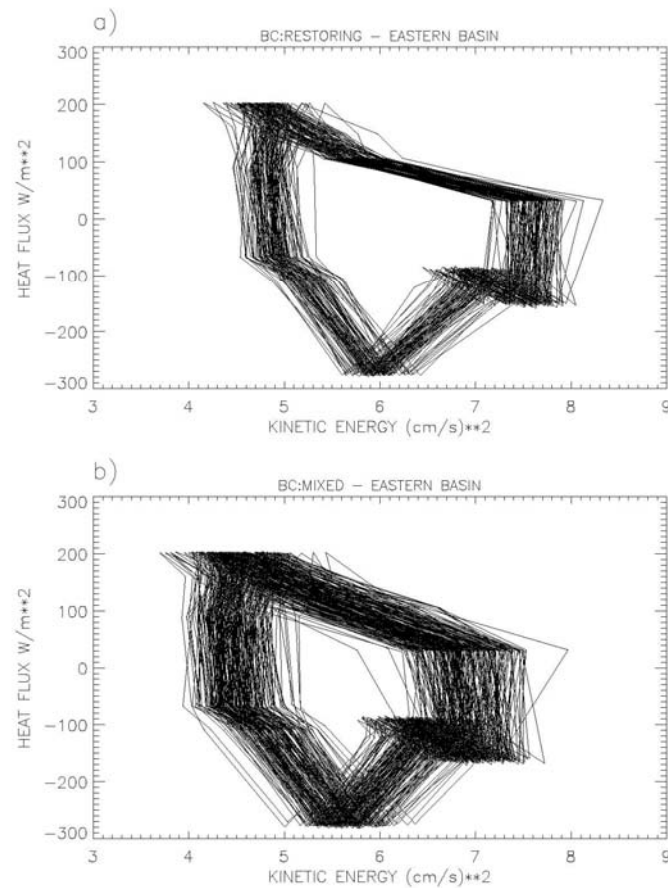 a)
BC:RESTORING – EASTERN BASIN
300
200
100
0
-100
-200
-300
HEAT FLUX W/m**2
3 4 5 6 7 8 9
KINETIC ENERGY (cm/s)**2
b)
BC:MIXED – EASTERN BASIN
300
200
100
0
-100
-200
-300
HEAT FLUX W/m**2
3 4 5 6 7 8 9
KINETIC ENERGY (cm/s)**2